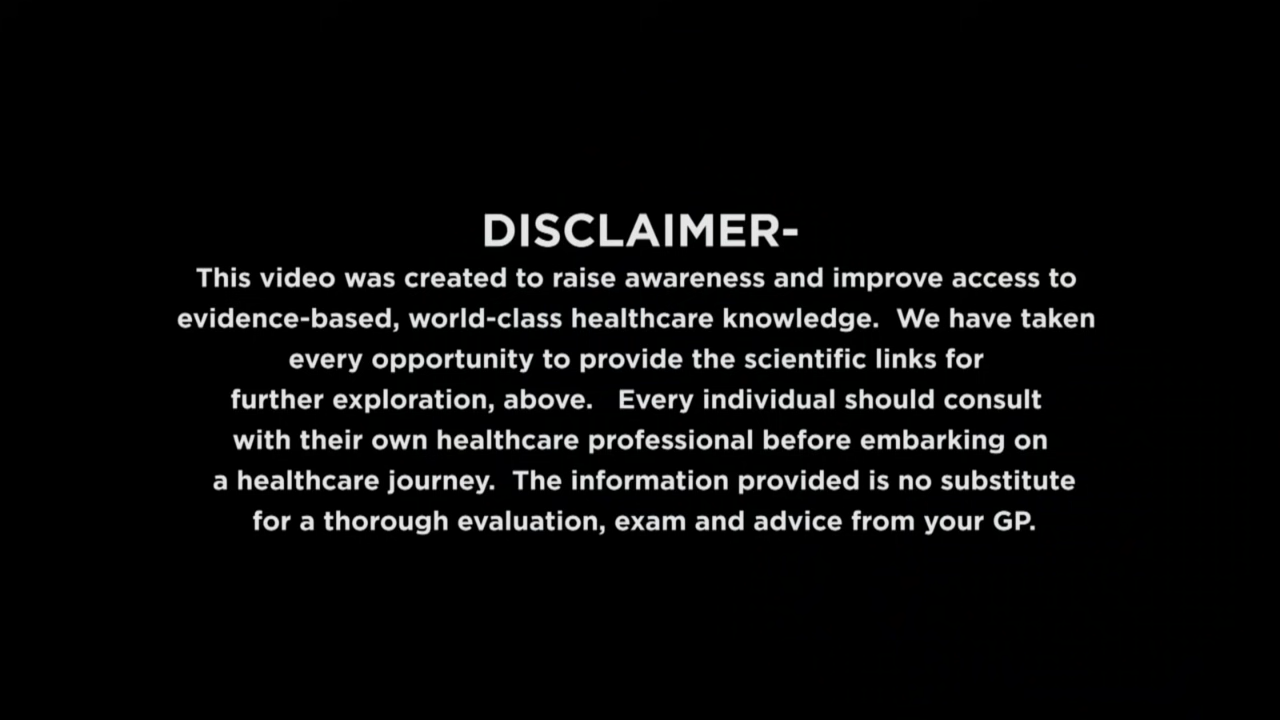 DISCLAIMER-
This video was created to raise awareness and improve access to
evidence-based, world-class healthcare knowledge.  We have taken
every opportunity to provide the scientific links for
further exploration, above.   Every individual should consult
with their own healthcare professional before embarking on
a healthcare journey.  The information provided is no substitute
for a thorough evaluation, exam and advice from your GP.